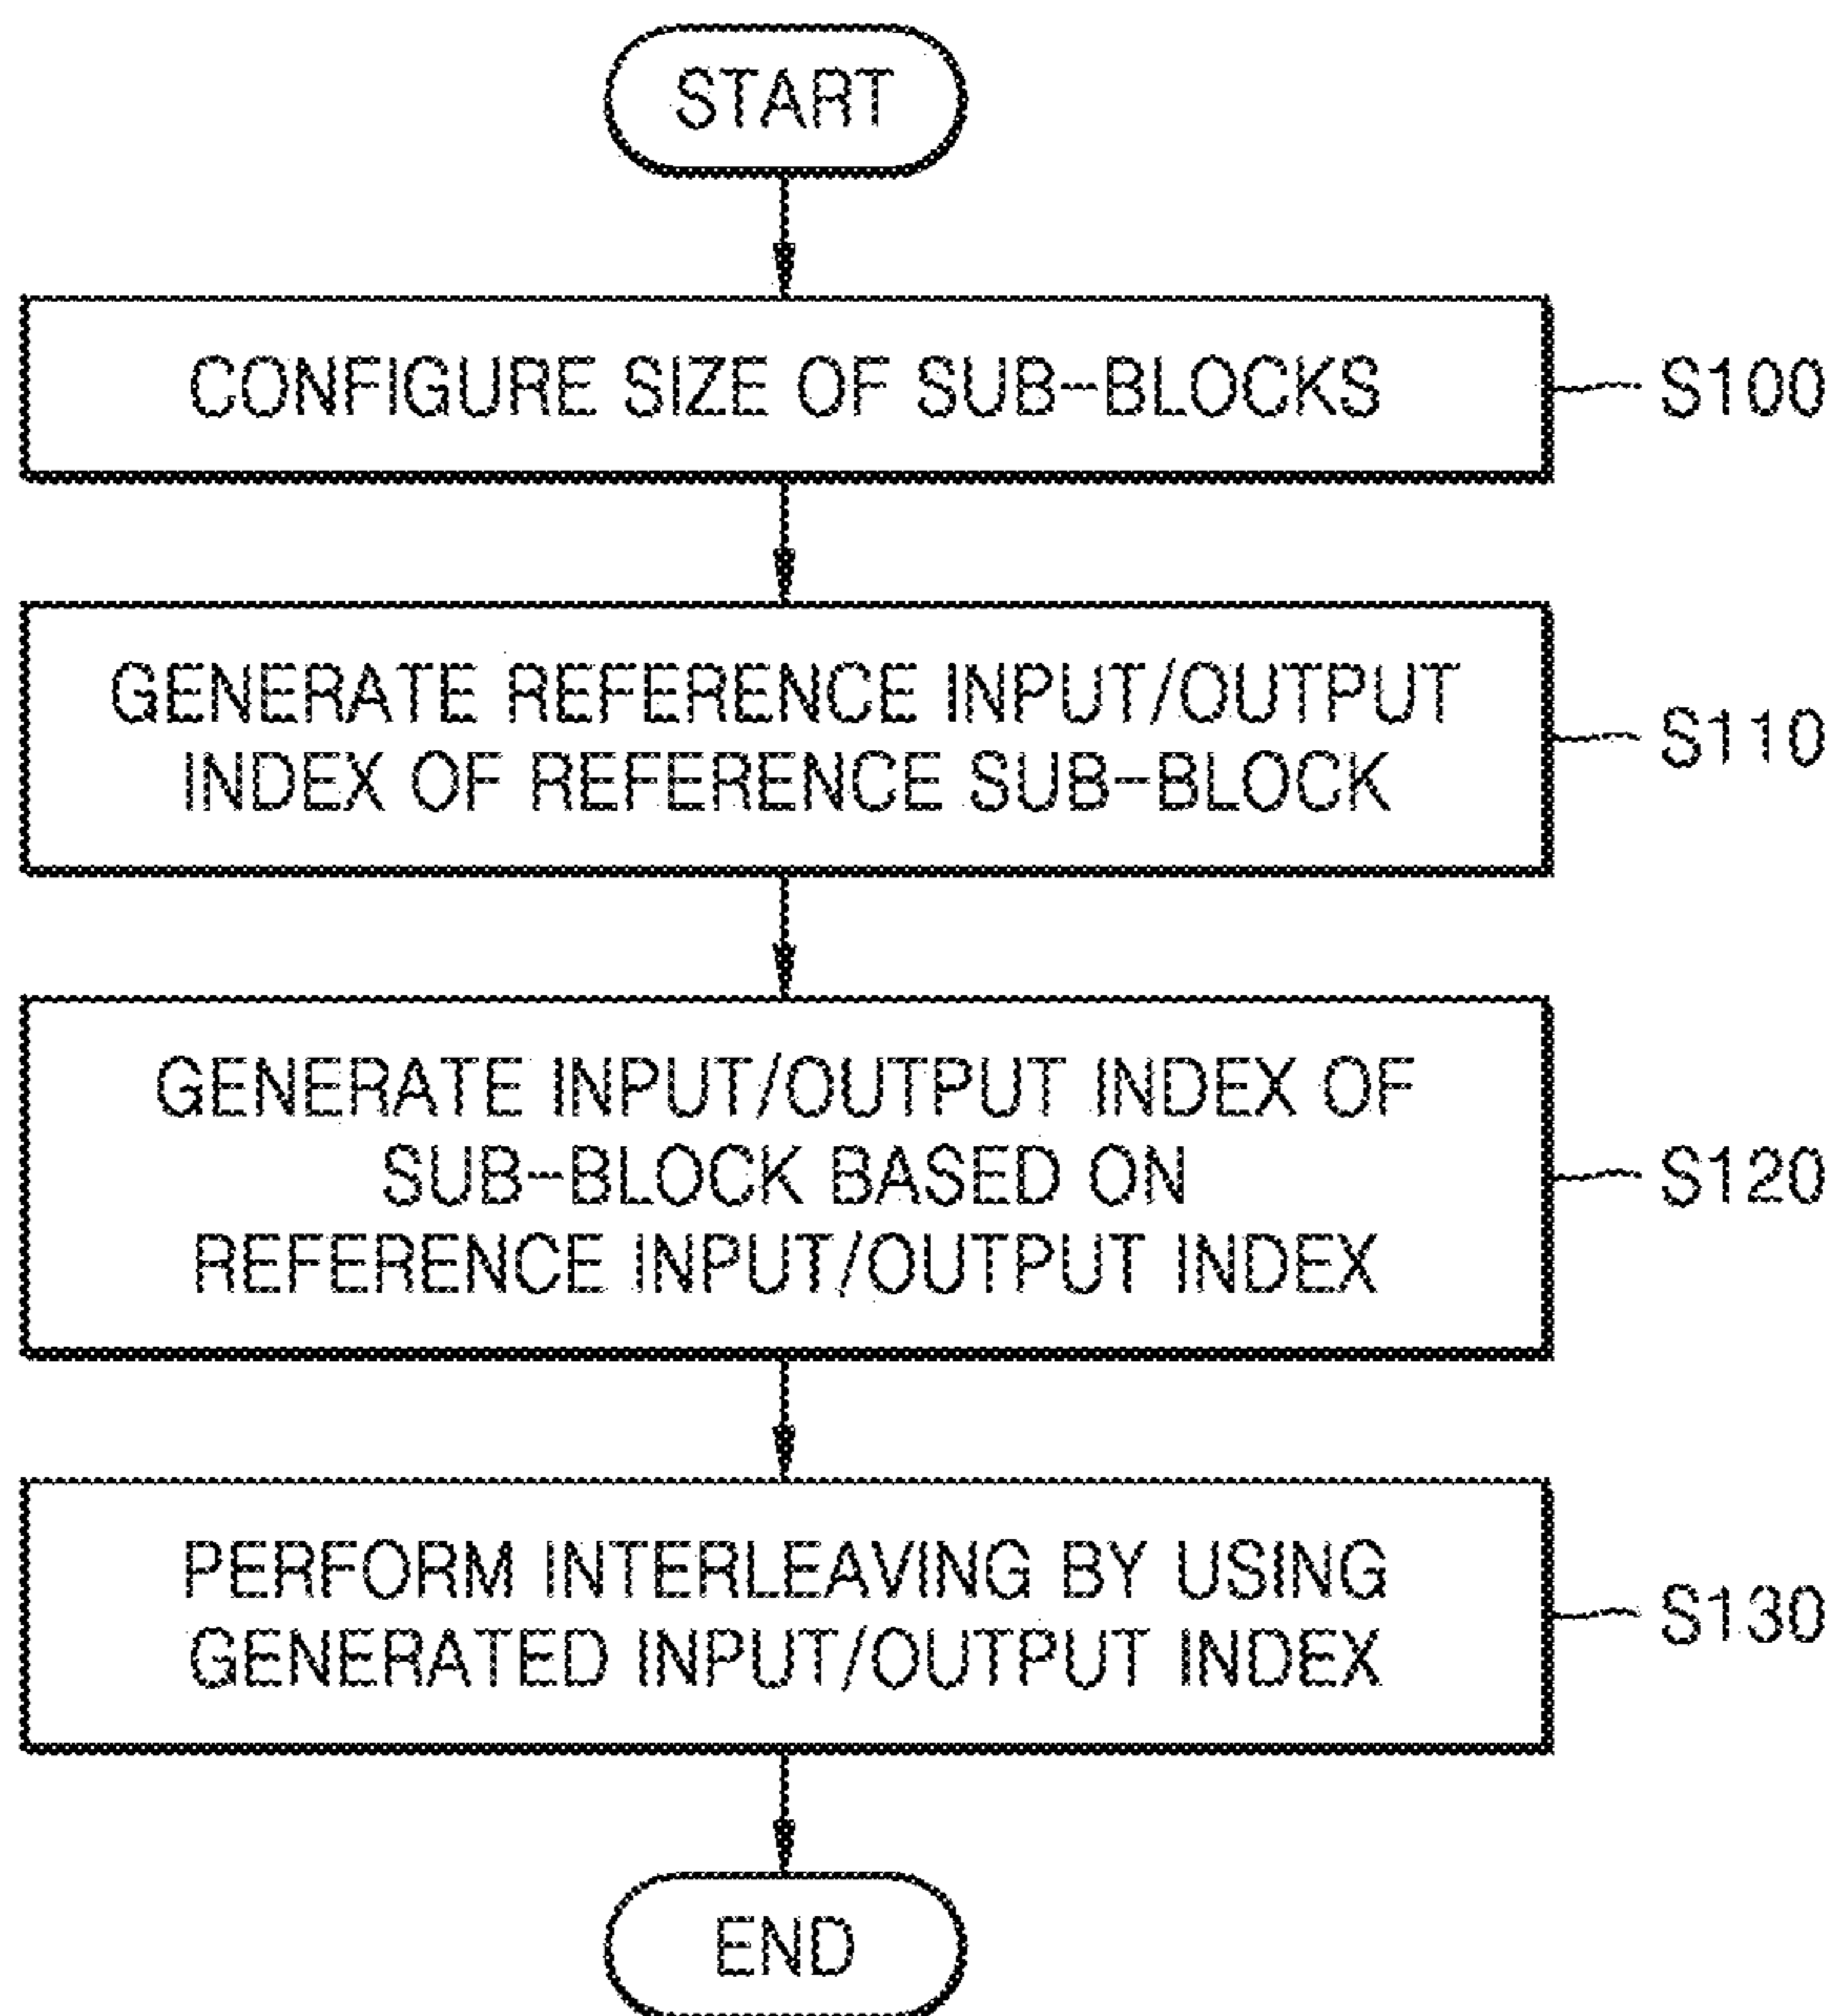 START
CONFIGURE SIZE OF SUB-BLOCKS
S100
GENERATE REFERENCE INPUT/OUTPUT
INDEX OF REFERENCE SUB-BLOCK
S110
GENERATE INPUT/OUTPUT INDEX OF
SUB-BLOCK BASED ON
REFERENCE INPUT/OUTPUT INDEX
S120
PERFORM INTERLEAVING BY USING
GENERATED INPUT/OUTPUT INDEX
S130
END